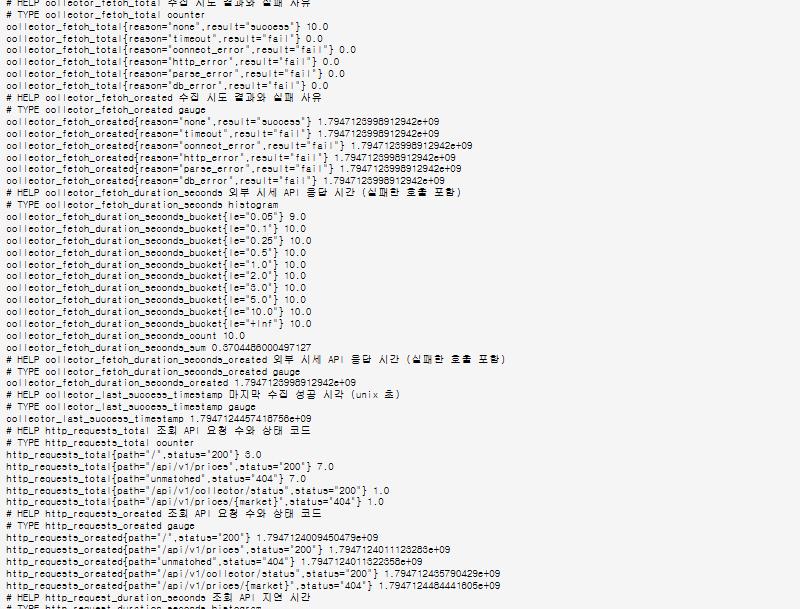 # HELP collector_fetch_total 수집 시도 결과와 실패 사유
# TYPE collector_fetch_total counter
collector_fetch_total{reason="none",result="success"} 10.0
collector_fetch_total{reason="timeout",result="fail"} 0.0
collector_fetch_total{reason="connect_error",result="fail"} 0.0
collector_fetch_total{reason="http_error",result="fail"} 0.0
collector_fetch_total{reason="parse_error",result="fail"} 0.0
collector_fetch_total{reason="db_error",result="fail"} 0.0
# HELP collector_fetch_created 수집 시도 결과와 실패 사유
# TYPE collector_fetch_created gauge
collector_fetch_created{reason="none",result="success"} 1.7947123998912942e+09
collector_fetch_created{reason="timeout",result="fail"} 1.7947123998912942e+09
collector_fetch_created{reason="connect_error",result="fail"} 1.7947123998912942e+09
collector_fetch_created{reason="http_error",result="fail"} 1.7947123998912942e+09
collector_fetch_created{reason="parse_error",result="fail"} 1.7947123998912942e+09
collector_fetch_created{reason="db_error",result="fail"} 1.7947123998912942e+09
# HELP collector_fetch_duration_seconds 외부 시세 API 응답 시간 (실패한 호출 포함)
# TYPE collector_fetch_duration_seconds histogram
collector_fetch_duration_seconds_bucket{le="0.05"} 9.0
collector_fetch_duration_seconds_bucket{le="0.1"} 10.0
collector_fetch_duration_seconds_bucket{le="0.25"} 10.0
collector_fetch_duration_seconds_bucket{le="0.5"} 10.0
collector_fetch_duration_seconds_bucket{le="1.0"} 10.0
collector_fetch_duration_seconds_bucket{le="2.0"} 10.0
collector_fetch_duration_seconds_bucket{le="3.0"} 10.0
collector_fetch_duration_seconds_bucket{le="5.0"} 10.0
collector_fetch_duration_seconds_bucket{le="10.0"} 10.0
collector_fetch_duration_seconds_bucket{le="+Inf"} 10.0
collector_fetch_duration_seconds_count 10.0
collector_fetch_duration_seconds_sum 0.3704486000497127
# HELP collector_fetch_duration_seconds_created 외부 시세 API 응답 시간 (실패한 호출 포함)
# TYPE collector_fetch_duration_seconds_created gauge
collector_fetch_duration_seconds_created 1.7947123998912942e+09
# HELP collector_last_success_timestamp 마지막 수집 성공 시각 (unix 초)
# TYPE collector_last_success_timestamp gauge
collector_last_success_timestamp 1.7947124457418756e+09
# HELP http_requests_total 조회 API 요청 수와 상태 코드
# TYPE http_requests_total counter
http_requests_total{path="/",status="200"} 3.0
http_requests_total{path="/api/v1/prices",status="200"} 7.0
http_requests_total{path="unmatched",status="404"} 7.0
http_requests_total{path="/api/v1/collector/status",status="200"} 1.0
http_requests_total{path="/api/v1/prices/{market}",status="404"} 1.0
# HELP http_requests_created 조회 API 요청 수와 상태 코드
# TYPE http_requests_created gauge
http_requests_created{path="/",status="200"} 1.7947124009450479e+09
http_requests_created{path="/api/v1/prices",status="200"} 1.7947124011123283e+09
http_requests_created{path="unmatched",status="404"} 1.7947124011322358e+09
http_requests_created{path="/api/v1/collector/status",status="200"} 1.794712435790429e+09
http_requests_created{path="/api/v1/prices/{market}",status="404"} 1.7947124484441605e+09
# HELP http_request_duration_seconds 조회 API 지연 시간
# TYPE http_request_duration_seconds histogram